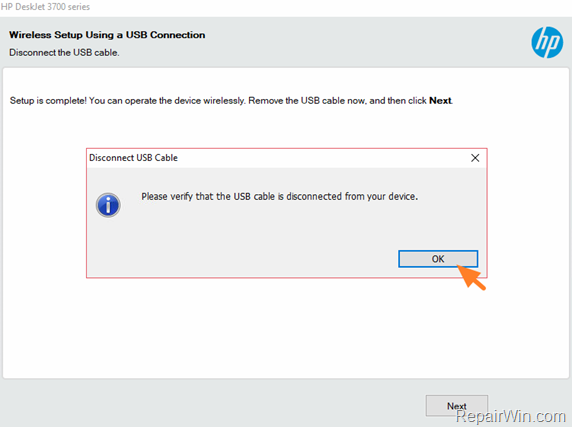 HP DeskJet 3700 series
Wireless Setup Using a USB Connection
Disconnect the USB cable.
hp
Setup is complete! You can operate the device wirelessly. Remove the USB cable now, and then click Next.
Disconnect USB Cable
Please verify that the USB cable is disconnected from your device.
OK
Next
RepairWin.com